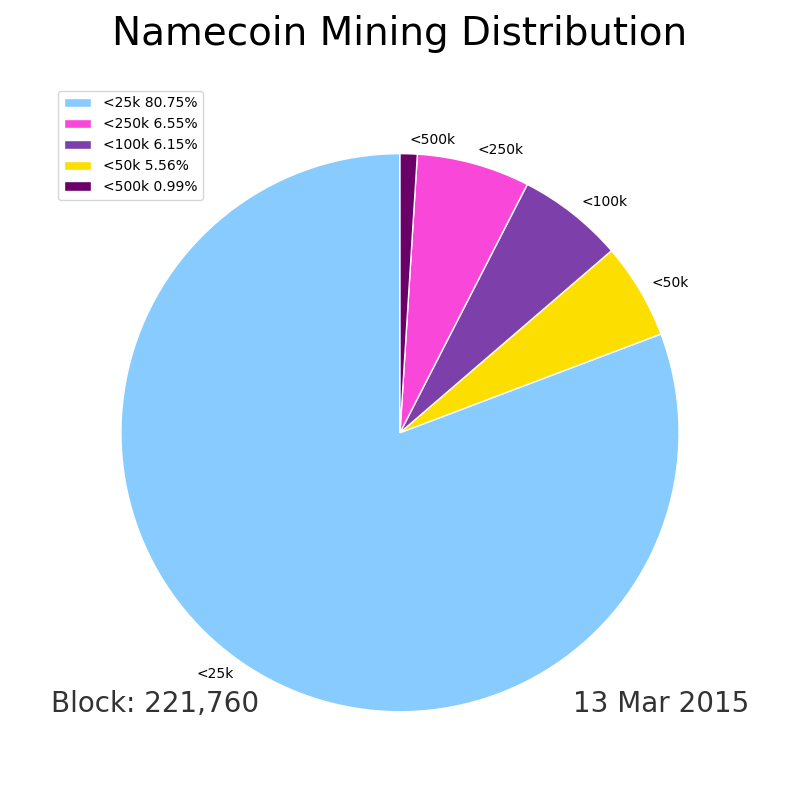 Namecoin Mining Distribution
<25k 80.75%
<250k 6.55%
<100k 6.15%
<50k 5.56%
<500k 0.99%
<500k
<250k
<100k
<50k
<25k
Block: 221,760
13 Mar 2015